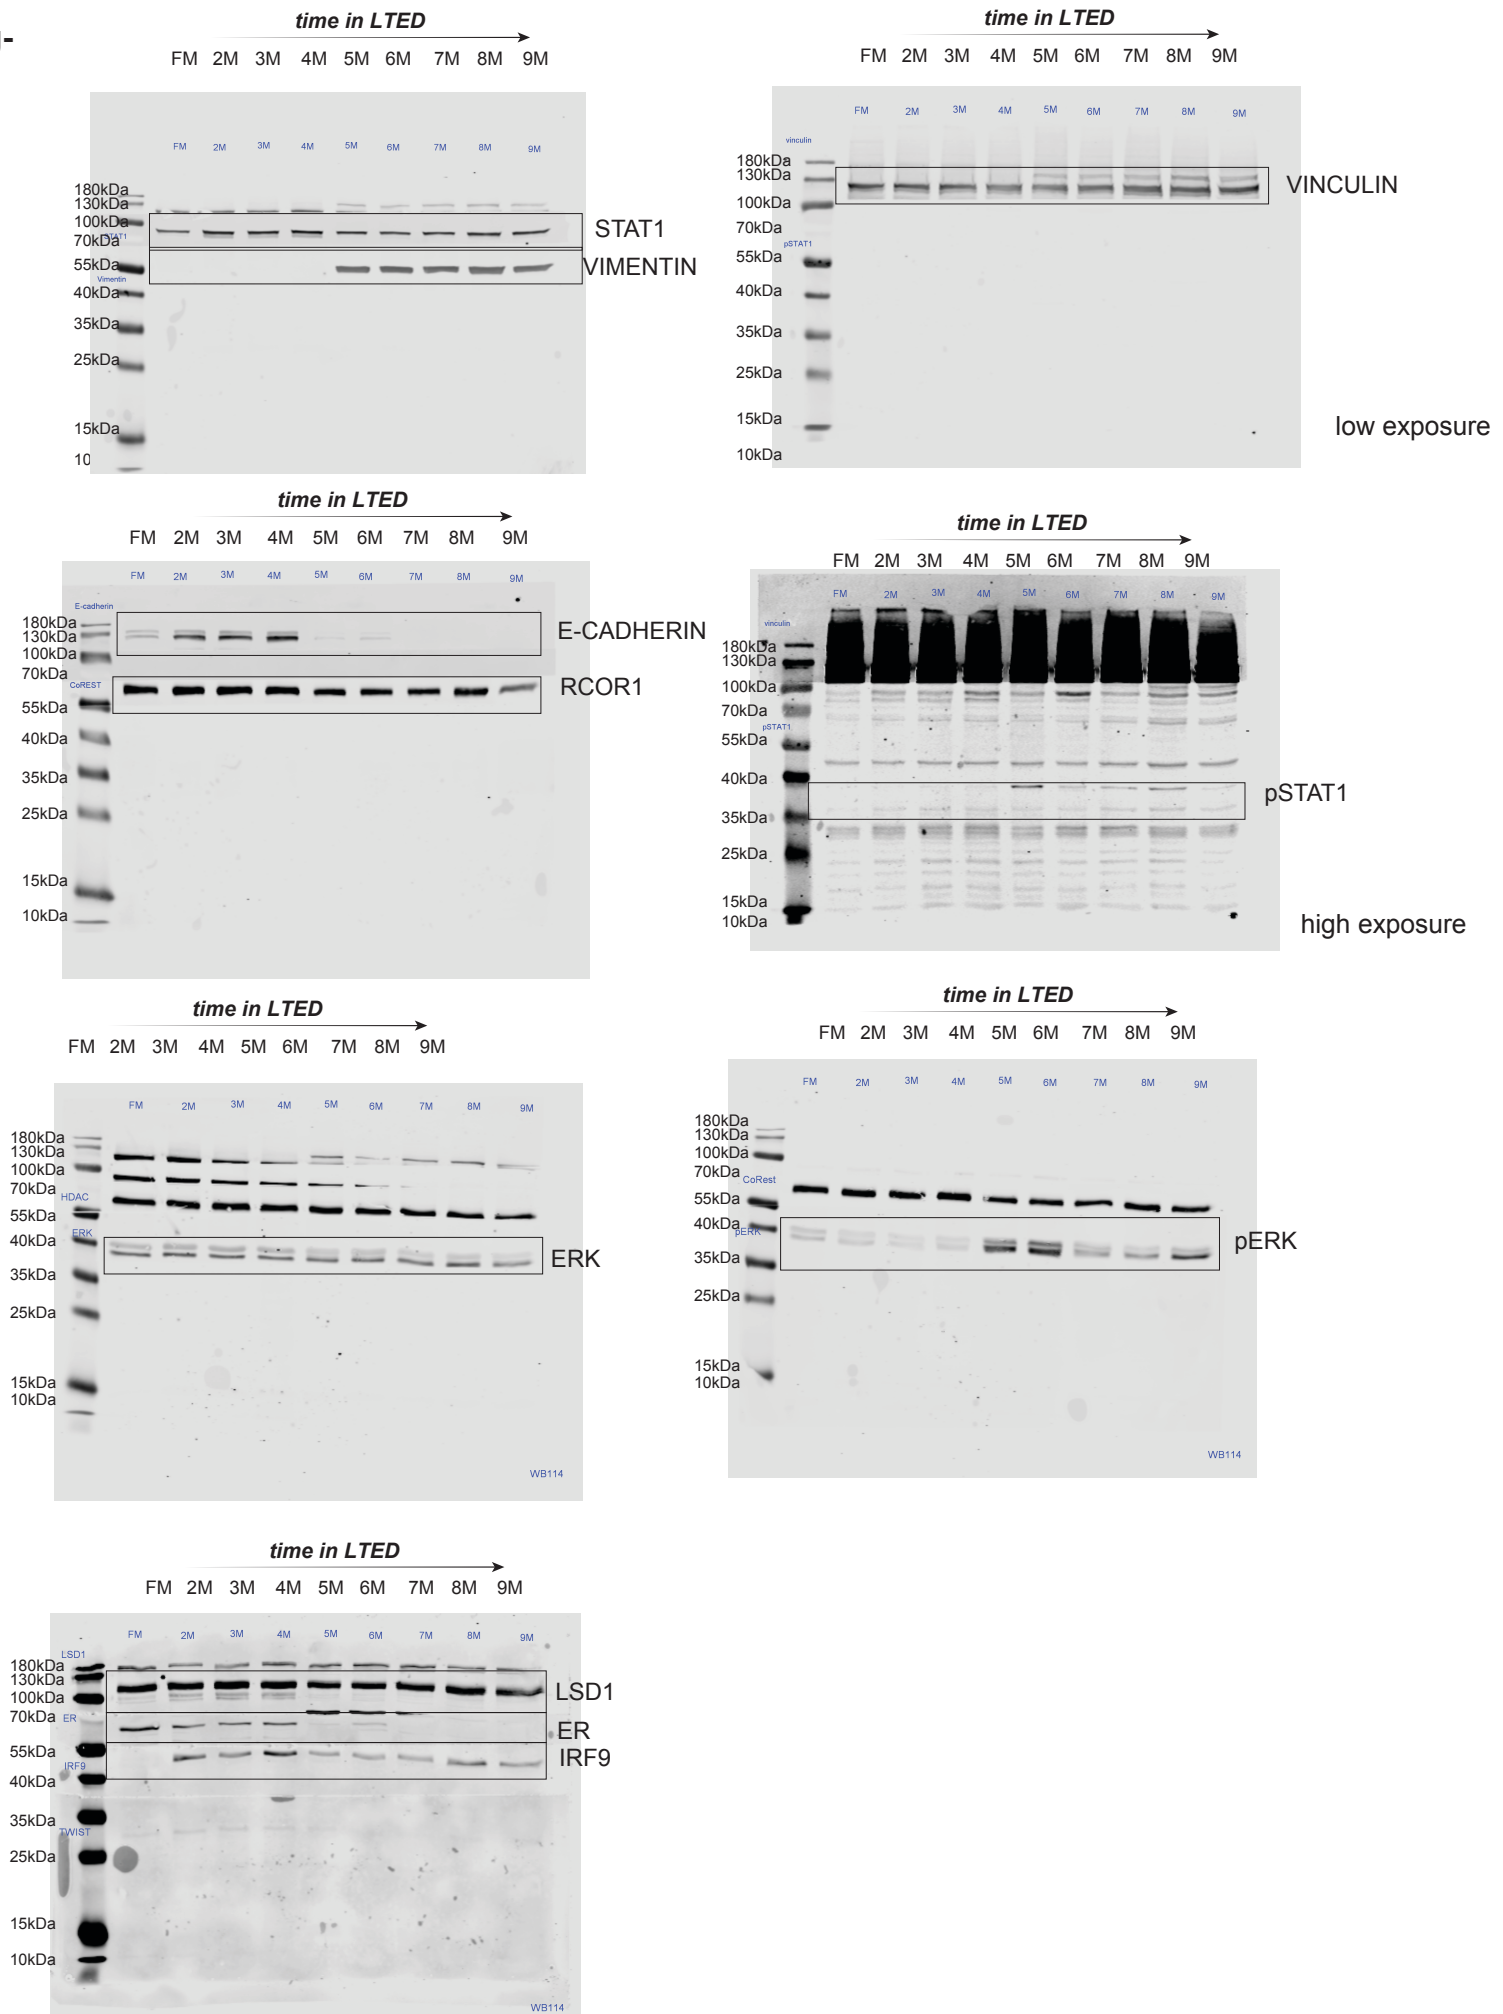 time in LTED
FM 2M 3M 4M 5M 6M 7M 8M 9M
FM 2M 3M 4M 5M 6M 7M 8M 9M
180kDa
130kDa
100kDa
70kDa
STAT1
55kDa
Vimentin
40kDa
35kDa
25kDa
15kDa
10
STAT1
VIMENTIN
time in LTED
FM 2M 3M 4M 5M 6M 7M 8M 9M
FM 2M 3M 4M 5M 6M 7M 8M 9M
vinculin
180kDa
130kDa
100kDa
70kDa
pSTAT1
55kDa
40kDa
35kDa
25kDa
15kDa
10kDa
VINCULIN
low exposure
time in LTED
FM 2M 3M 4M 5M 6M 7M 8M 9M
FM 2M 3M 4M 5M 6M 7M 8M 9M
E-cadherin
180kDa
130kDa
100kDa
70kDa
CoREST
55kDa
40kDa
35kDa
25kDa
15kDa
10kDa
E-CADHERIN
RCOR1
time in LTED
FM 2M 3M 4M 5M 6M 7M 8M 9M
FM 2M 3M 4M 5M 6M 7M 8M 9M
vinculin
180kDa
130kDa
100kDa
70kDa
pSTAT1
55kDa
40kDa
35kDa
25kDa
15kDa
10kDa
pSTAT1
high exposure
time in LTED
FM 2M 3M 4M 5M 6M 7M 8M 9M
FM 2M 3M 4M 5M 6M 7M 8M 9M
180kDa
130kDa
100kDa
70kDa
HDAC
55kDa
ERK
40kDa
35kDa
25kDa
15kDa
10kDa
ERK
WB114
time in LTED
FM 2M 3M 4M 5M 6M 7M 8M 9M
FM 2M 3M 4M 5M 6M 7M 8M 9M
180kDa
130kDa
100kDa
70kDa
CoRest
55kDa
40kDa
pERK
35kDa
25kDa
15kDa
10kDa
pERK
WB114
time in LTED
FM 2M 3M 4M 5M 6M 7M 8M 9M
FM 2M 3M 4M 5M 6M 7M 8M 9M
LSD1
180kDa
130kDa
100kDa
70kDa
ER
55kDa
IRF9
40kDa
35kDa
TWIST
25kDa
15kDa
10kDa
LSD1
ER
IRF9
WB114